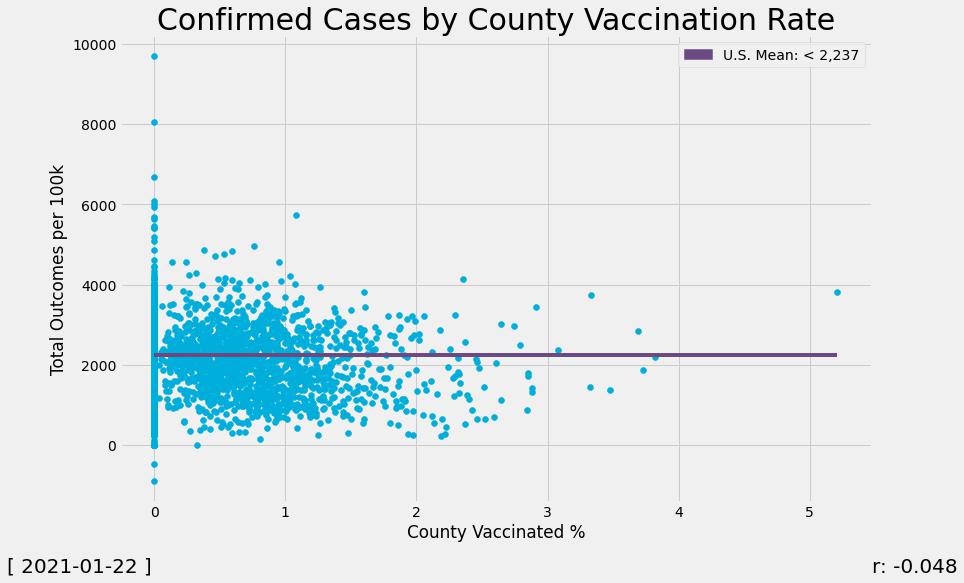 Confirmed Cases by County Vaccination Rate
U.S. Mean: < 2,237
Total Outcomes per 100k
10000
8000
6000
4000
2000
0
0 1 2 3 4 5
County Vaccinated %
[ 2021-01-22 ]
r: -0.048